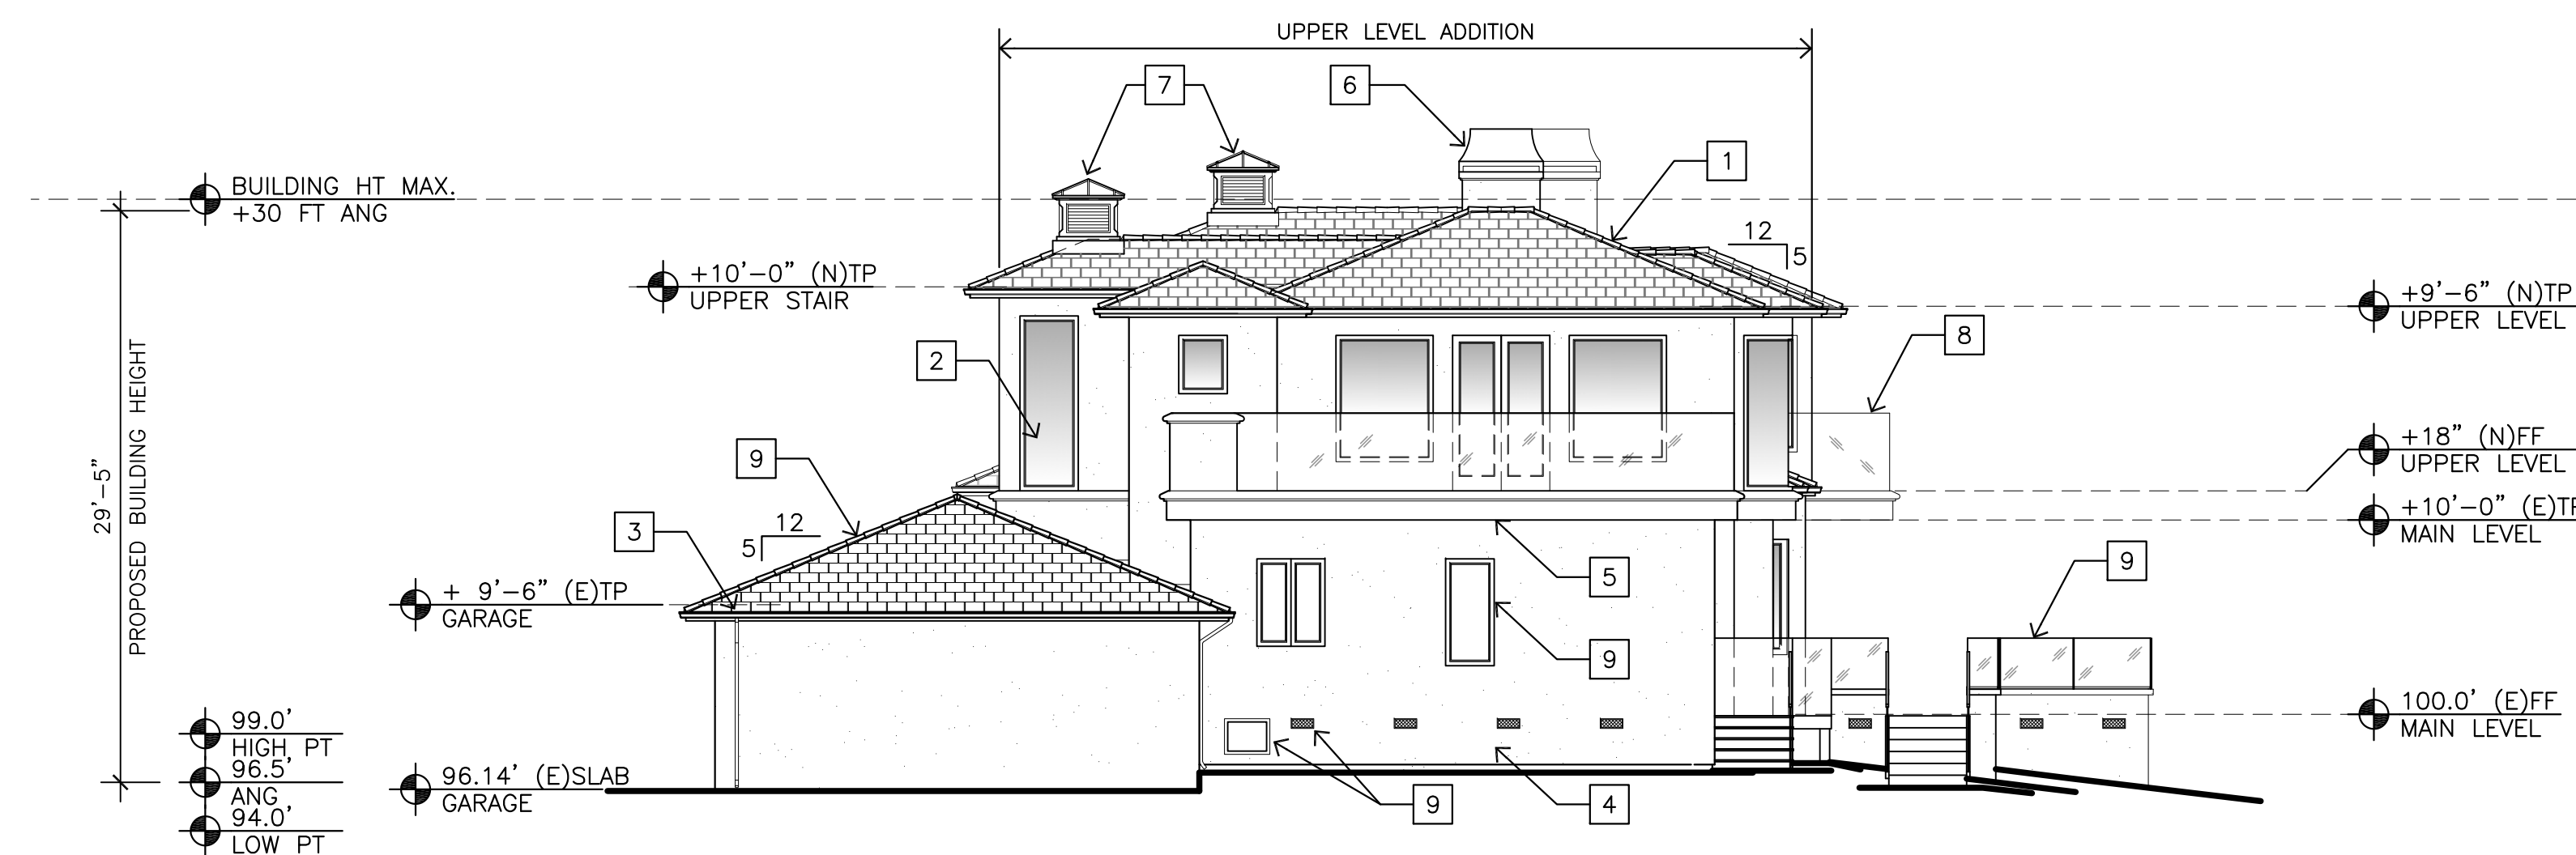 UPPER LEVEL ADDITION
7
6
1
BUILDING HT MAX.
+30 FT ANG
12
5
+10'-0" (N)TP
UPPER STAIR
+9'-6" (N)TP
UPPER LEVEL
8
2
PROPOSED BUILDING HEIGHT
29'-5"
+18" (N)FF
UPPER LEVEL
9
3
12
5
+10'-0" (E)TP
MAIN LEVEL
9
5
+ 9'-6" (E)TP
GARAGE
9
100.0' (E)FF
MAIN LEVEL
99.0'
HIGH PT
96.5'
ANG
94.0'
LOW PT
96.14' (E)SLAB
GARAGE
9
4